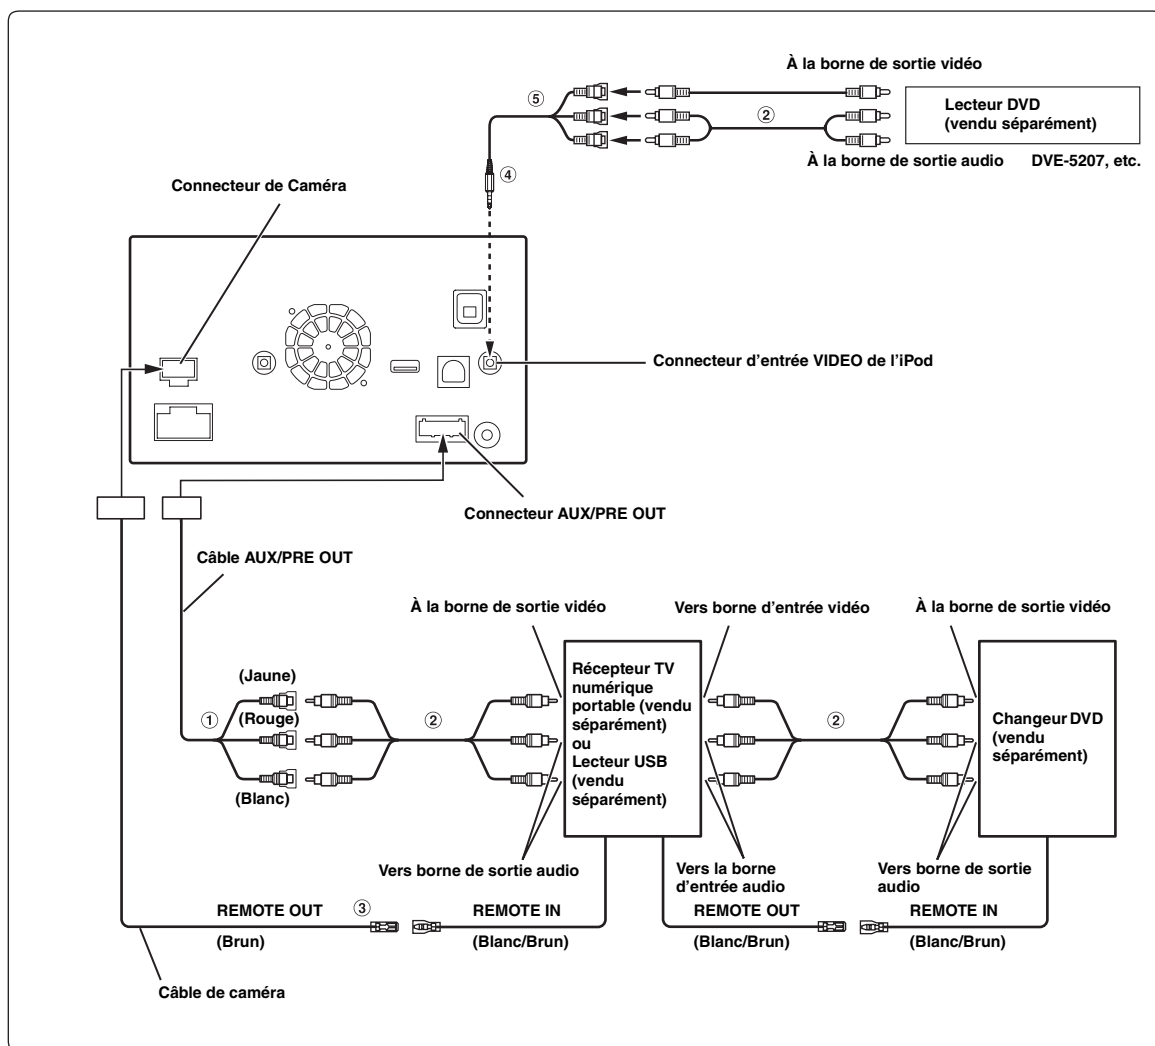 À la borne de sortie vidéo
⑤
②
Lecteur DVD
(vendu séparément)
À la borne de sortie audio
DVE-5207, etc.
④
Connecteur de Caméra
Connecteur d’entrée VIDEO de l’iPod
Connecteur AUX/PRE OUT
Câble AUX/PRE OUT
À la borne de sortie vidéo
Vers borne d’entrée vidéo
À la borne de sortie vidéo
(Jaune)
①
(Rouge)
(Blanc)
②
Récepteur TV
numérique
portable (vendu
séparément)
ou
Lecteur USB
(vendu
séparément)
②
Changeur DVD
(vendu
séparément)
Vers borne de sortie audio
Vers la borne
d’entrée audio
Vers borne de sortie
audio
REMOTE OUT
③
(Brun)
REMOTE IN
(Blanc/Brun)
REMOTE OUT
(Blanc/Brun)
REMOTE IN
(Blanc/Brun)
Câble de caméra